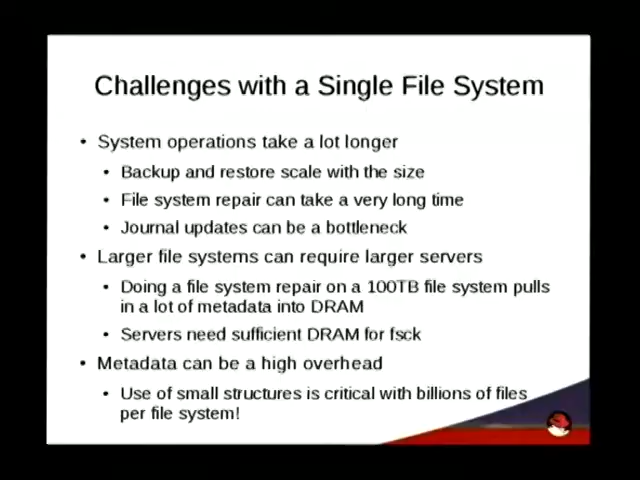 Challenges with a Single File System
• System operations take a lot longer
• Backup and restore scale with the size
• File system repair can take a very long time
• Journal updates can be a bottleneck
• Larger file systems can require larger servers
• Doing a file system repair on a 100TB file system pulls
in a lot of metadata into DRAM
• Servers need sufficient DRAM for fsck
• Metadata can be a high overhead
• Use of small structures is critical with billions of files
per file system!